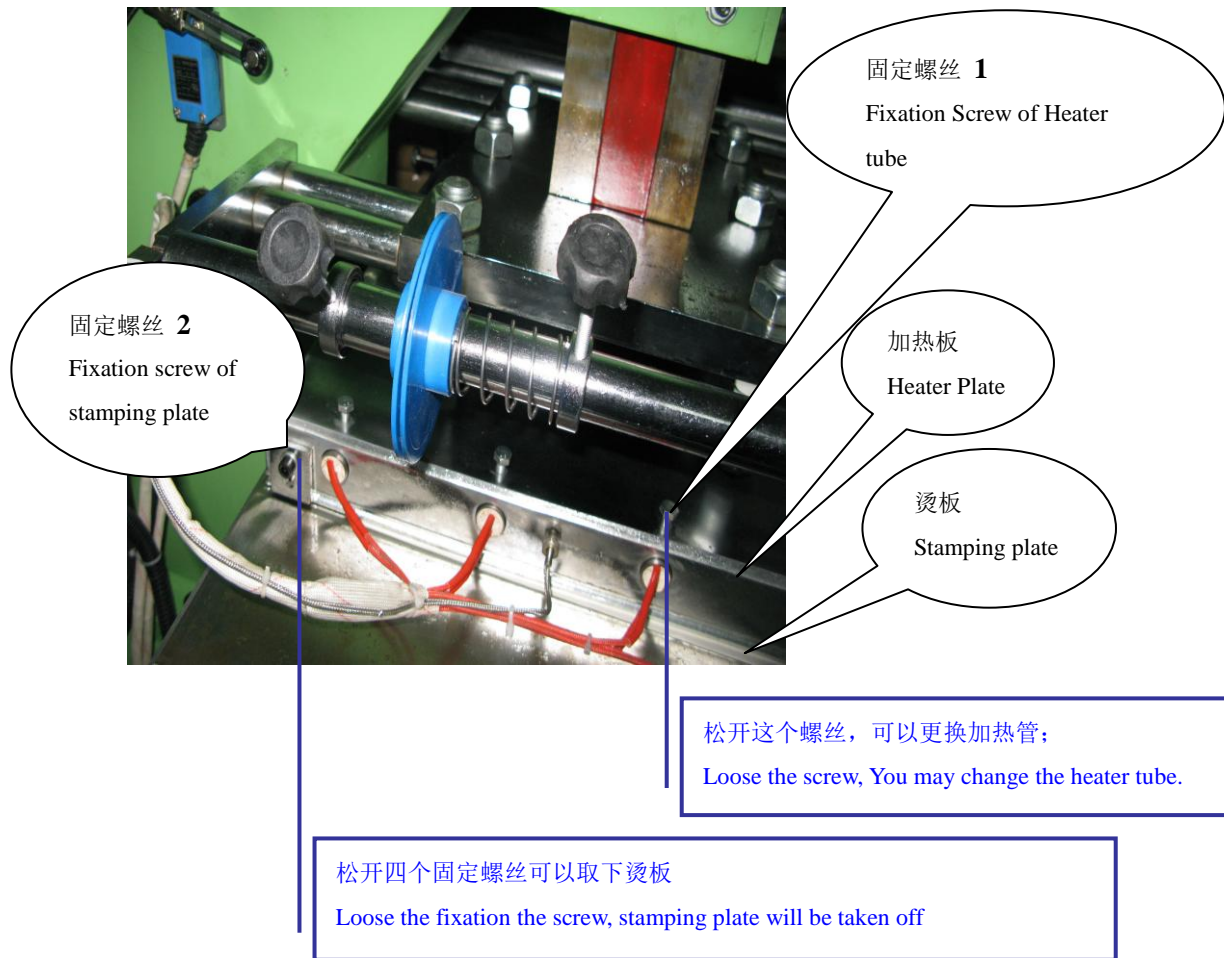 固定螺丝 1
Fixation Screw of Heater
tube
固定螺丝 2
Fixation screw of
stamping plate
加热板
Heater Plate
烫板
Stamping plate
松开这个螺丝，可以更换加热管；
Loose the screw, You may change the heater tube.
松开四个固定螺丝可以取下烫板
Loose the fixation the screw, stamping plate will be taken off